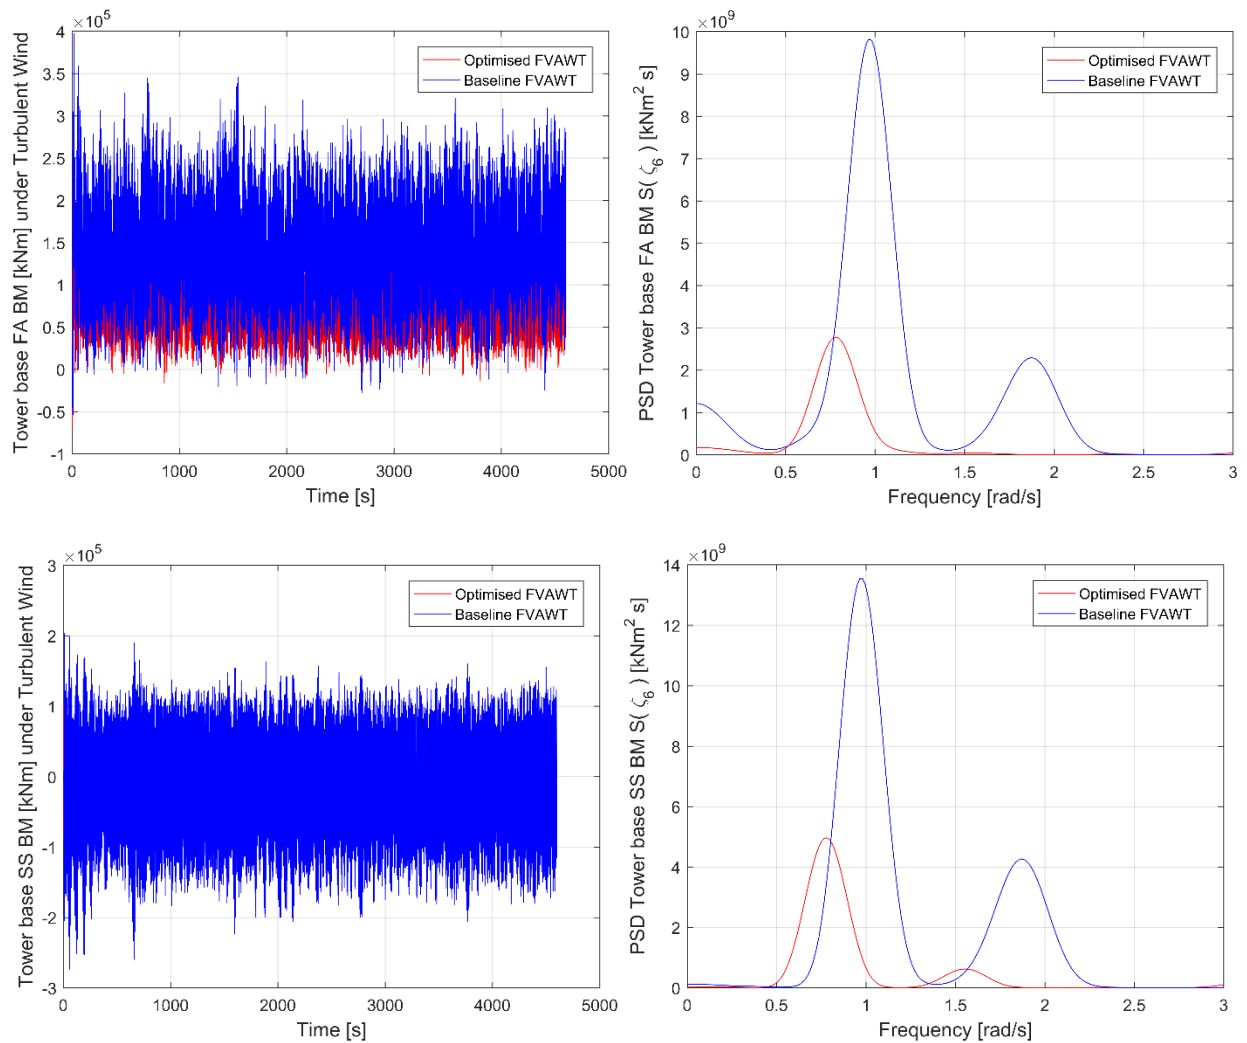 ×10^5
Tower base FA BM [kNm] under Turbulent Wind
4
3.5
3
2.5
2
1.5
1
0.5
0
-0.5
-1
0 1000 2000 3000 4000 5000
Time [s]
Optimised FVAWT
Baseline FVAWT
×10^9
PSD Tower base FA BM S( ζ_6 ) [kNm^2 s]
10
9
8
7
6
5
4
3
2
1
0
0 0.5 1 1.5 2 2.5 3
Frequency [rad/s]
Optimised FVAWT
Baseline FVAWT
×10^5
Tower base SS BM [kNm] under Turbulent Wind
3
2
1
0
-1
-2
-3
0 1000 2000 3000 4000 5000
Time [s]
Optimised FVAWT
Baseline FVAWT
×10^9
PSD Tower base SS BM S( ζ_6 ) [kNm^2 s]
14
12
10
8
6
4
2
0
0 0.5 1 1.5 2 2.5 3
Frequency [rad/s]
Optimised FVAWT
Baseline FVAWT